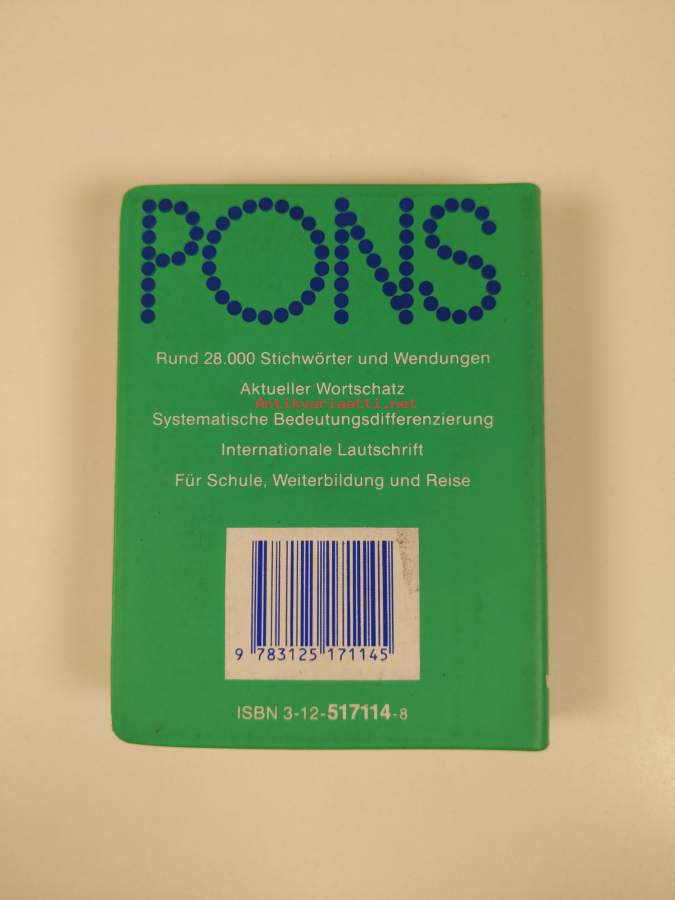 PONS
Rund 28.000 Stichwörter und Wendungen
Aktueller Wortschatz
Antikvariaatti.net
Systematische Bedeutungsdifferenzierung
Internationale Lautschrift
Für Schule, Weiterbildung und Reise
9 783125 171145
ISBN 3-12-517114-8